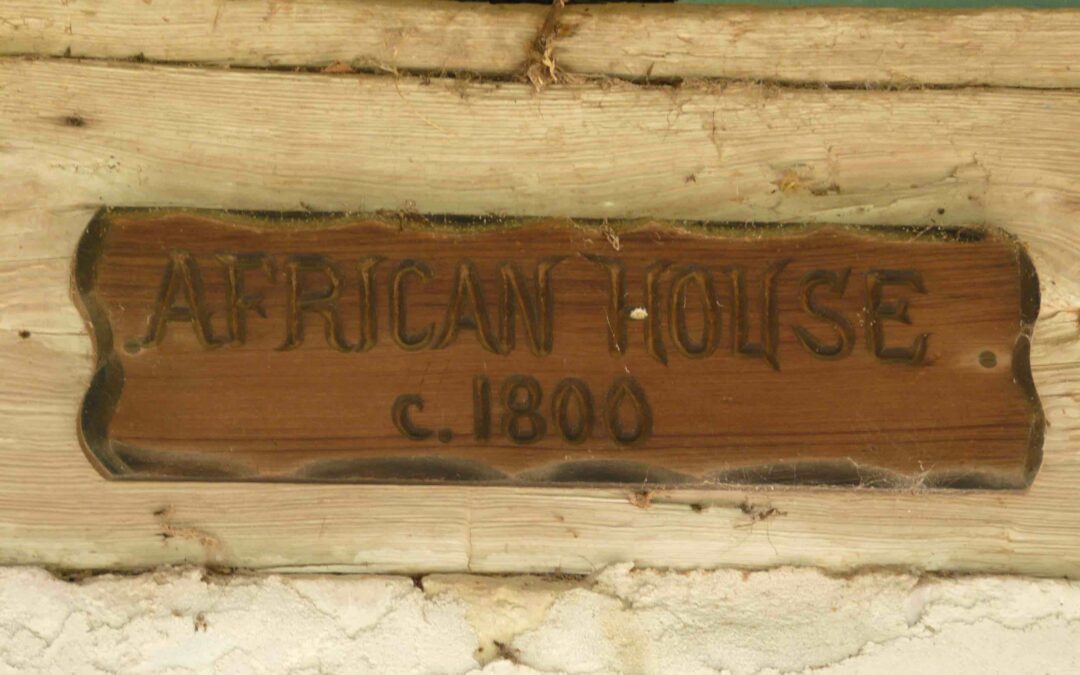 AFRICAN HOUSE
c. 1800